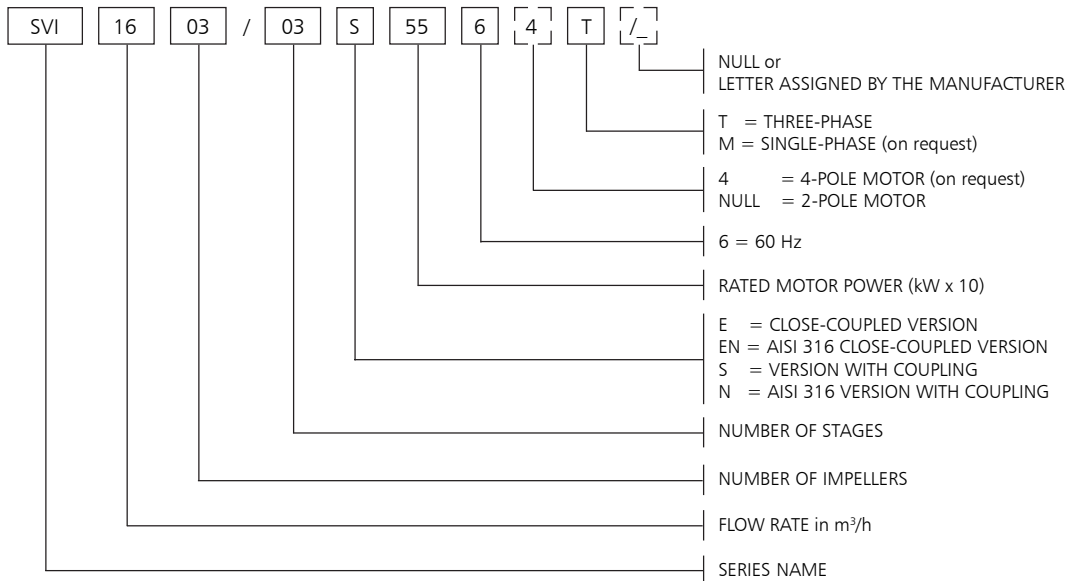 SVI 16 03 / 03 S 55 6 4 T /_
NULL or
LETTER ASSIGNED BY THE MANUFACTURER
T = THREE-PHASE
M = SINGLE-PHASE (on request)
4 = 4-POLE MOTOR (on request)
NULL = 2-POLE MOTOR
6 = 60 Hz
RATED MOTOR POWER (kW x 10)
E = CLOSE-COUPLED VERSION
EN = AISI 316 CLOSE-COUPLED VERSION
S = VERSION WITH COUPLING
N = AISI 316 VERSION WITH COUPLING
NUMBER OF STAGES
NUMBER OF IMPELLERS
FLOW RATE in m³/h
SERIES NAME